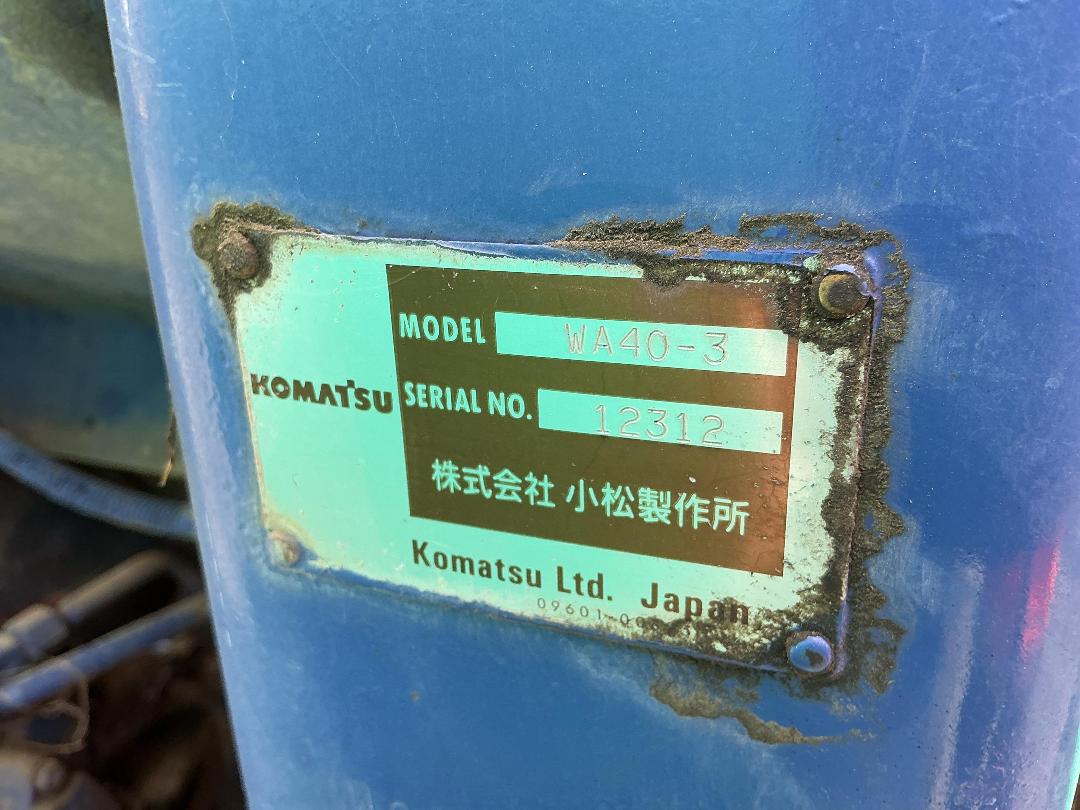 MODEL WA40-3
KOMATSU
SERIAL NO. 12312
株式会社 小松製作所
Komatsu Ltd. Japan